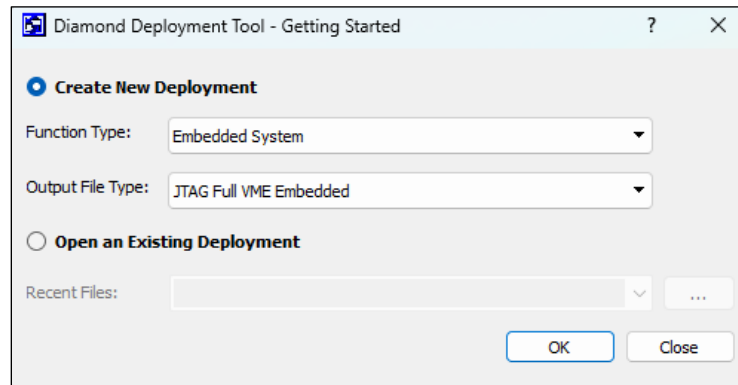 Diamond Deployment Tool - Getting Started ? ×
Create New Deployment
Function Type: Embedded System
Output File Type: JTAG Full VME Embedded
Open an Existing Deployment
Recent Files: ...
OK Close